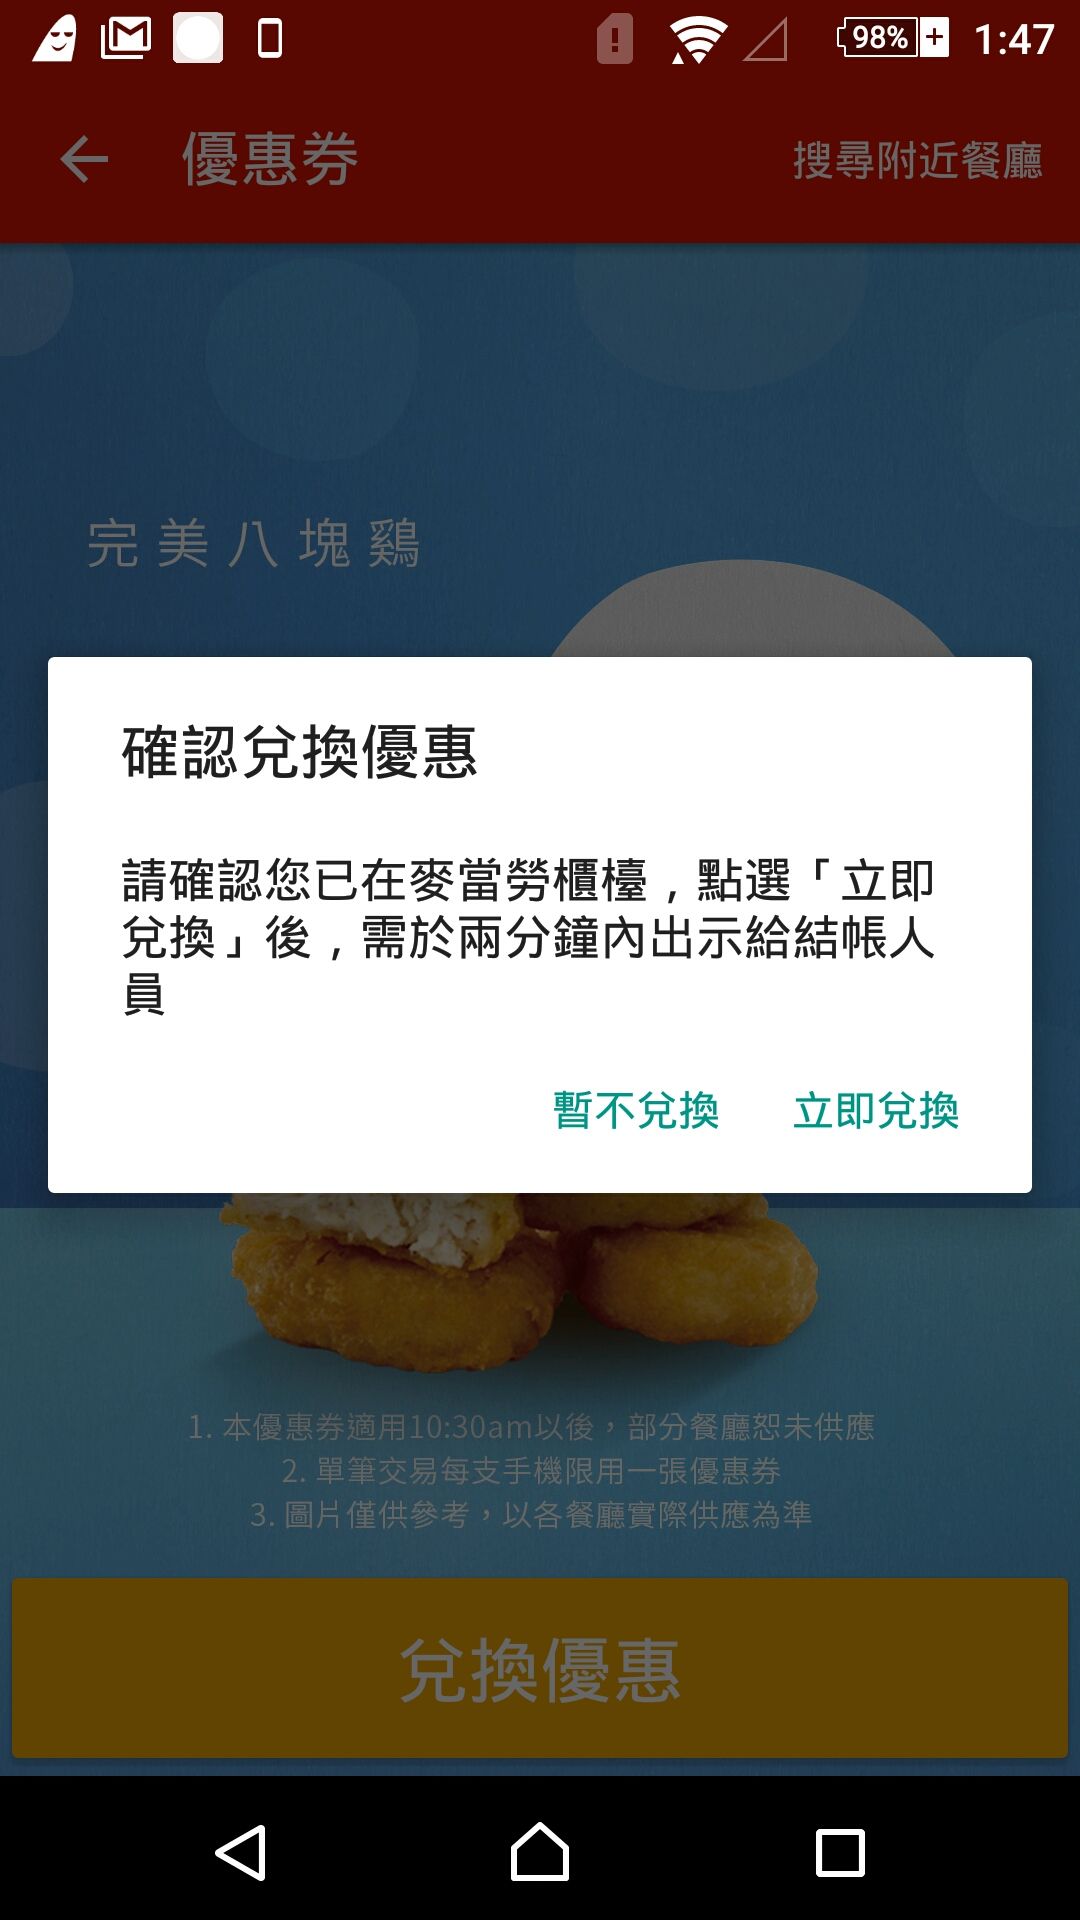 98%
1:47
優惠券
搜尋附近餐廳
完美八塊鷄
確認兌換優惠
請確認您已在麥當勞櫃檯,點選「立即
兌換」後,需於兩分鐘內出示給結帳人
員
暫不兌換
立即兌換
1. 本優惠券適用10:30am以後，部分餐廳恕未供應
2. 單筆交易每支手機限用一張優惠券
3. 圖片僅供參考，以各餐廳實際供應為準
兌換優惠